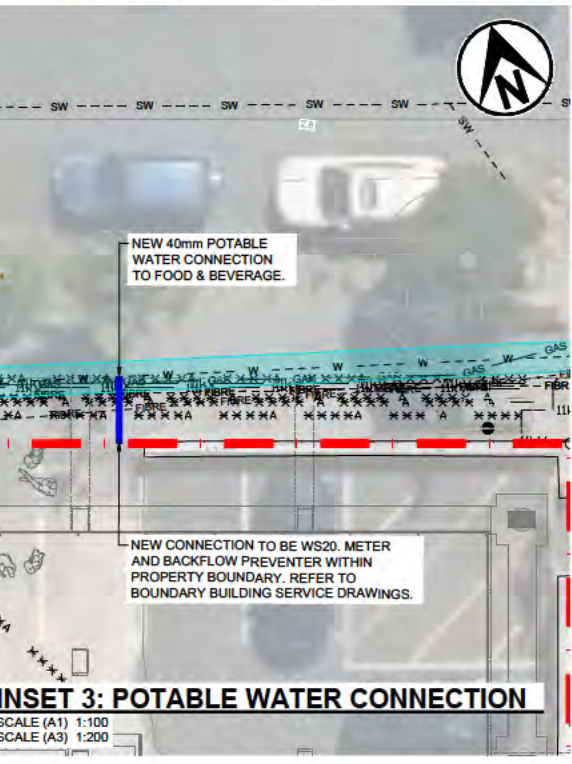 N
SW SW SW SW SW
SW
NEW 40mm POTABLE
WATER CONNECTION
TO FOOD & BEVERAGE.
GAS
W W W W W
GAS
FIBRE FIBRE FIBRE
A A A A A
NEW CONNECTION TO BE WS20. METER
AND BACKFLOW PREVENTER WITHIN
PROPERTY BOUNDARY. REFER TO
BOUNDARY BUILDING SERVICE DRAWINGS.
A
INSET 3: POTABLE WATER CONNECTION
SCALE (A1) 1:100
SCALE (A3) 1:200